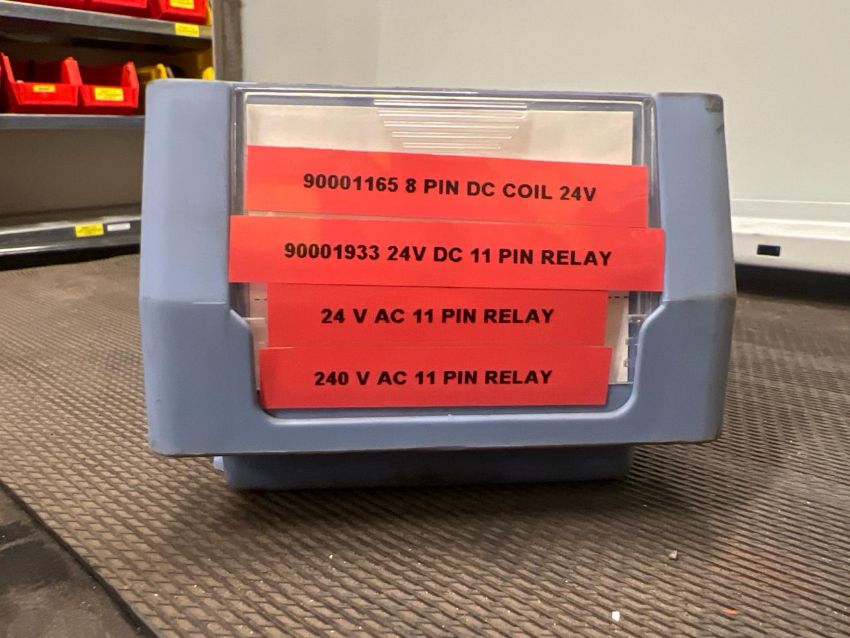 90001165 8 PIN DC COIL 24V
90001933 24V DC 11 PIN RELAY
24 V AC 11 PIN RELAY
240 V AC 11 PIN RELAY